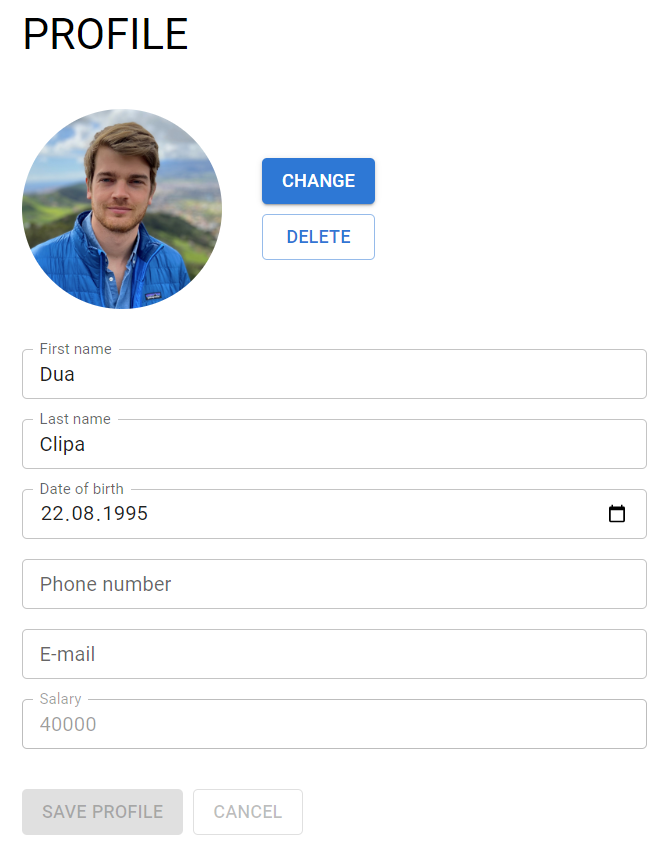 PROFILE
CHANGE
DELETE
First name
Dua
Last name
Clipa
Date of birth
22.08.1995
Phone number
E-mail
Salary
40000
SAVE PROFILE CANCEL